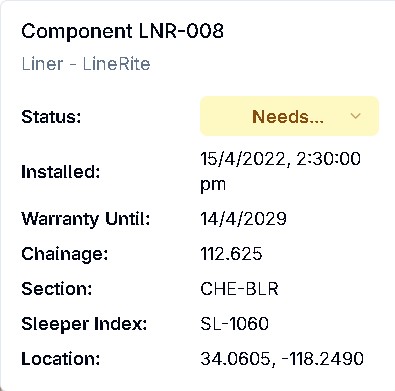 Component LNR-008
Liner - LineRite
Status: Needs...
Installed: 15/4/2022, 2:30:00 pm
Warranty Until: 14/4/2029
Chainage: 112.625
Section: CHE-BLR
Sleeper Index: SL-1060
Location: 34.0605, -118.2490